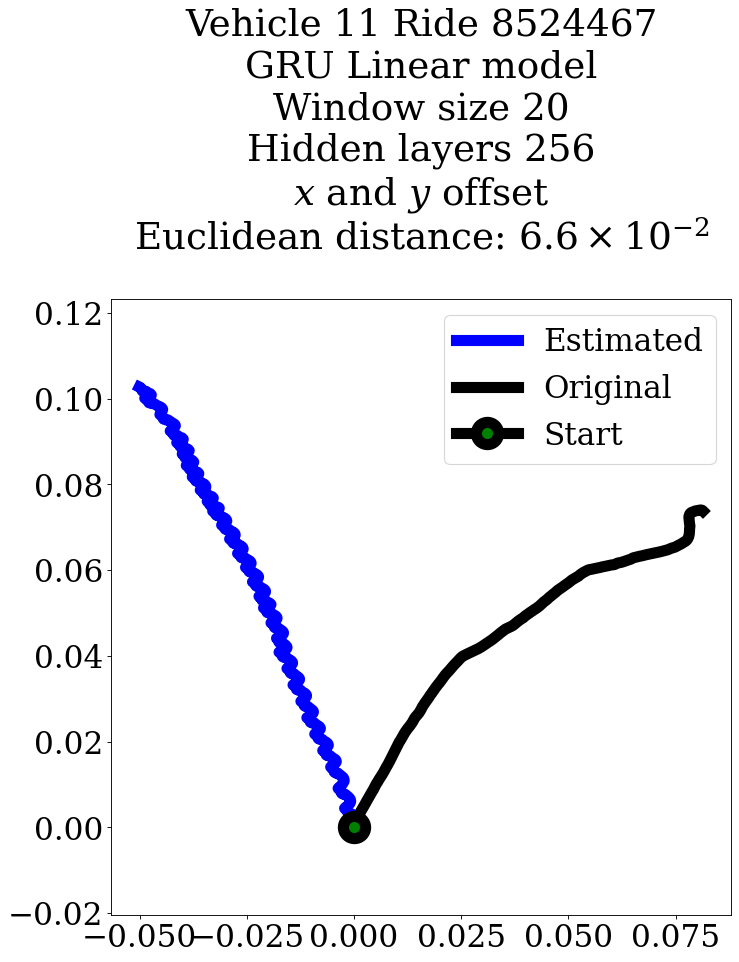 Vehicle 11 Ride 8524467
GRU Linear model
Window size 20
Hidden layers 256
x and y offset
Euclidean distance: 6.6 × 10⁻²
Estimated
Original
Start
0.12
0.10
0.08
0.06
0.04
0.02
0.00
−0.02
−0.050 −0.025 0.000 0.025 0.050 0.075